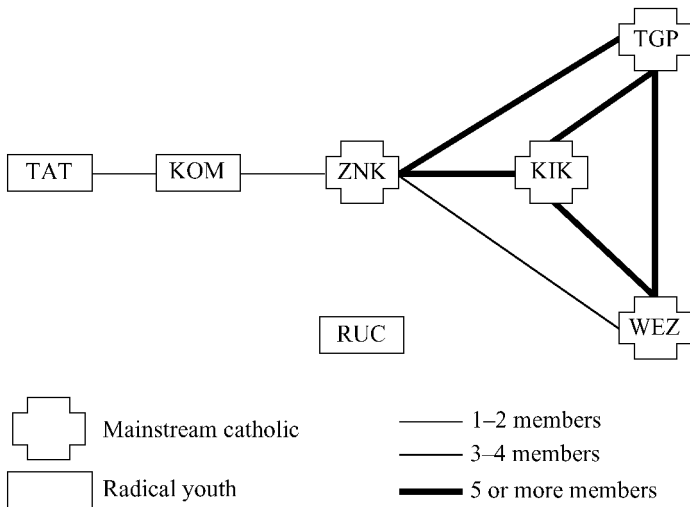 TGP
TAT KOM ZNK KIK
RUC WEZ
Mainstream catholic
Radical youth
1–2 members
3–4 members
5 or more members